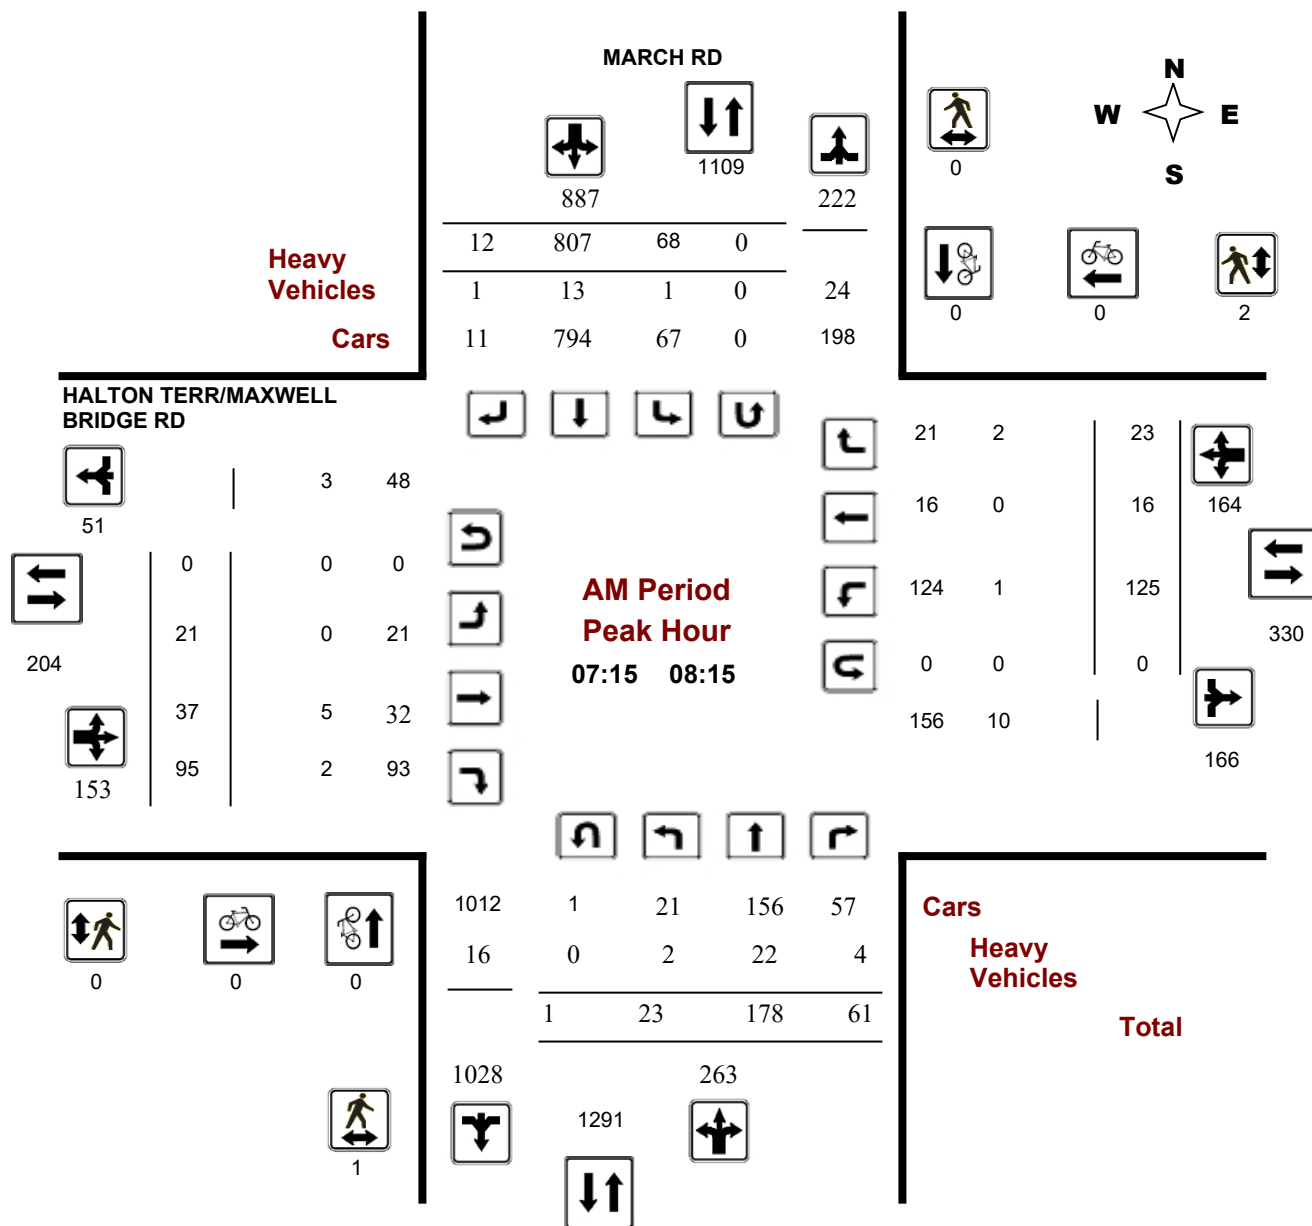 MARCH RD
N
W E
S
1109
0
887 222
12 807 68 0
Heavy
Vehicles
1 13 1 0 24
0 0 2
Cars 11 794 67 0 198
HALTON TERR/MAXWELL
BRIDGE RD
21 2 23
3 48
16 0 16 164
51
0 0 0
AM Period
124 1 125
21 0 21
Peak Hour
330
204
07:15 08:15
0 0 0
37 5 32
156 10
166
95 2 93
153
1012 1 21 156 57 Cars
16 0 2 22 4 Heavy
Vehicles
0 0 0
1 23 178 61 Total
1028 263
1291
1